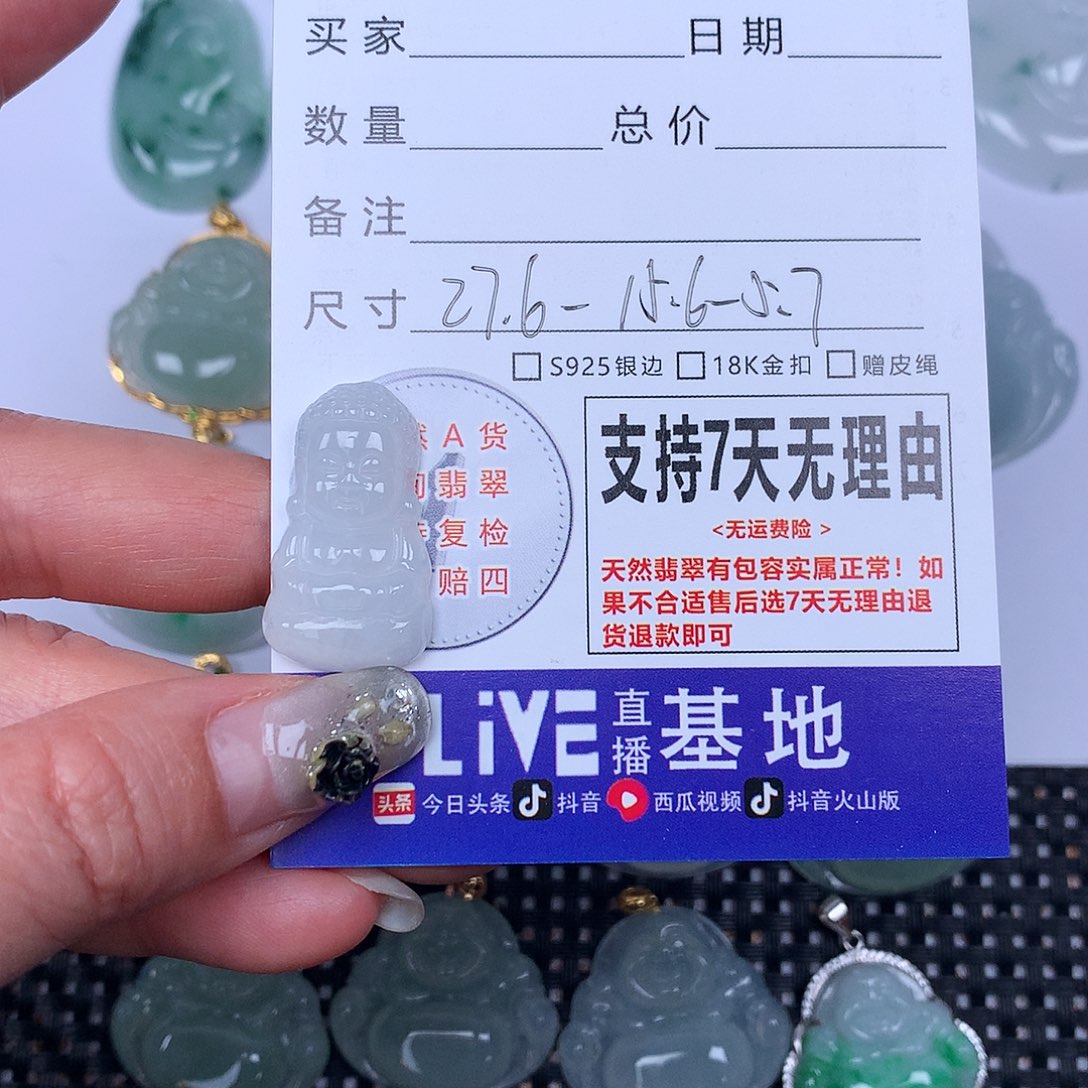 买家 日期
数量 总价
备注
尺寸 27.6-15.6-5.7
S925银边 18K金扣 赠皮绳
A货
翡翠
复检
赔四
支持7天无理由
<无运费险>
天然翡翠有包容实属正常！如
果不合适售后选7天无理由退
货退款即可
LiVE直播基地
头条 今日头条 抖音 西瓜视频 抖音火山版